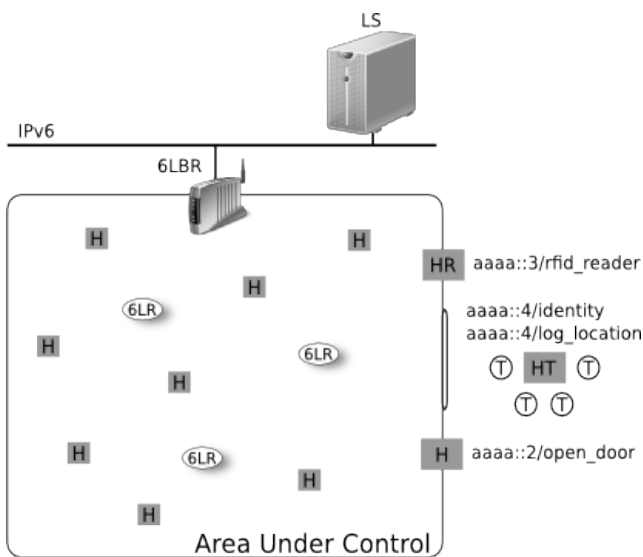 LS
IPv6
6LBR
H
H
HR aaaa::3/rfid_reader
H
6LR
aaaa::4/identity
aaaa::4/log_location
H
6LR
T HT T
H
T T
H
6LR
H aaaa::2/open_door
H
H
Area Under Control